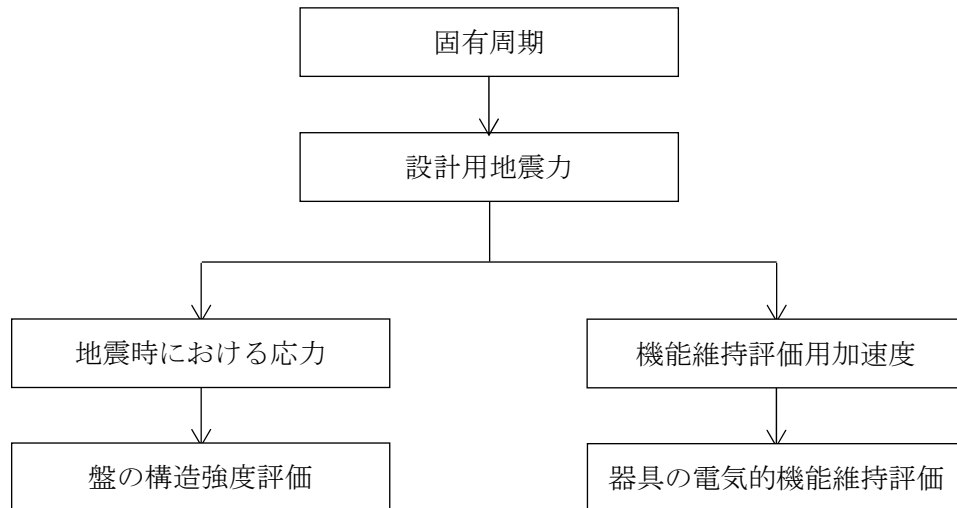 固有周期
設計用地震力
地震時における応力
機能維持評価用加速度
盤の構造強度評価
器具の電気的機能維持評価